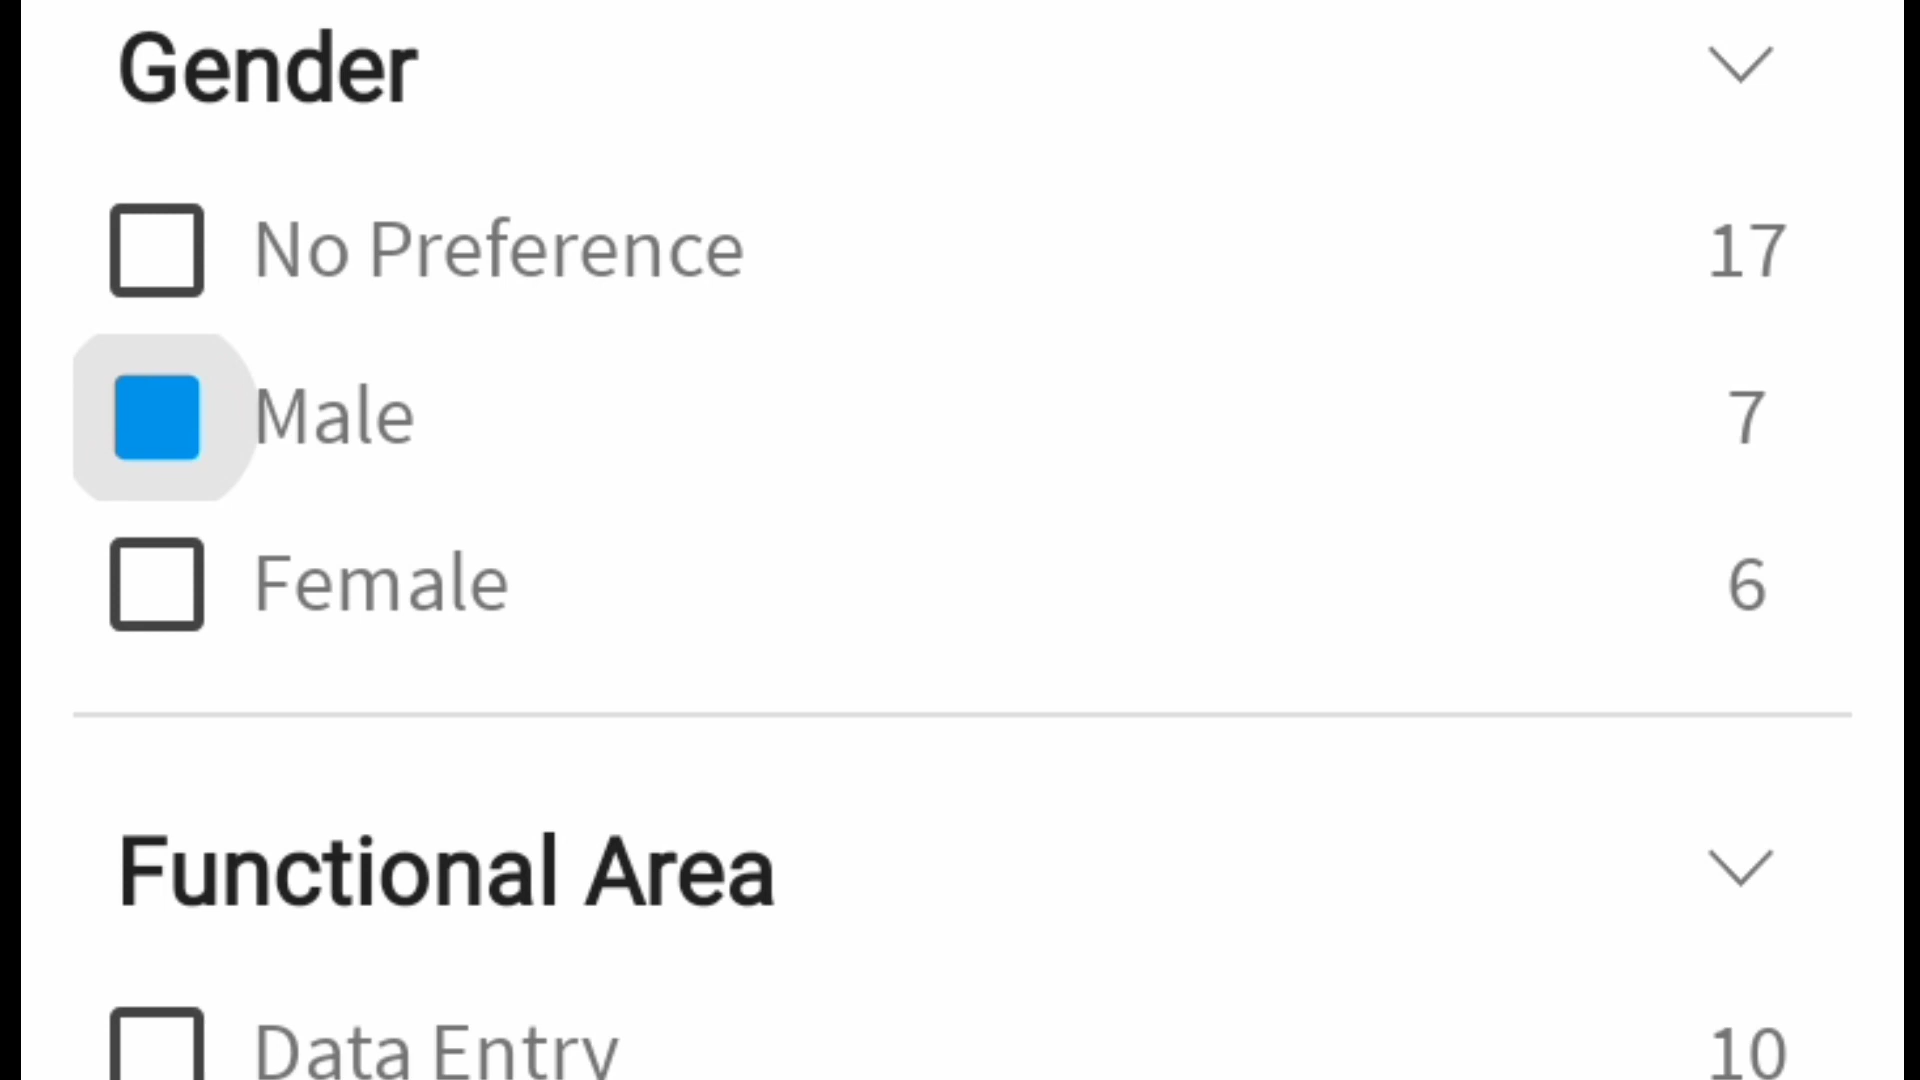 Gender
No Preference 17
Male 7
Female 6
Functional Area
Data Entry 10